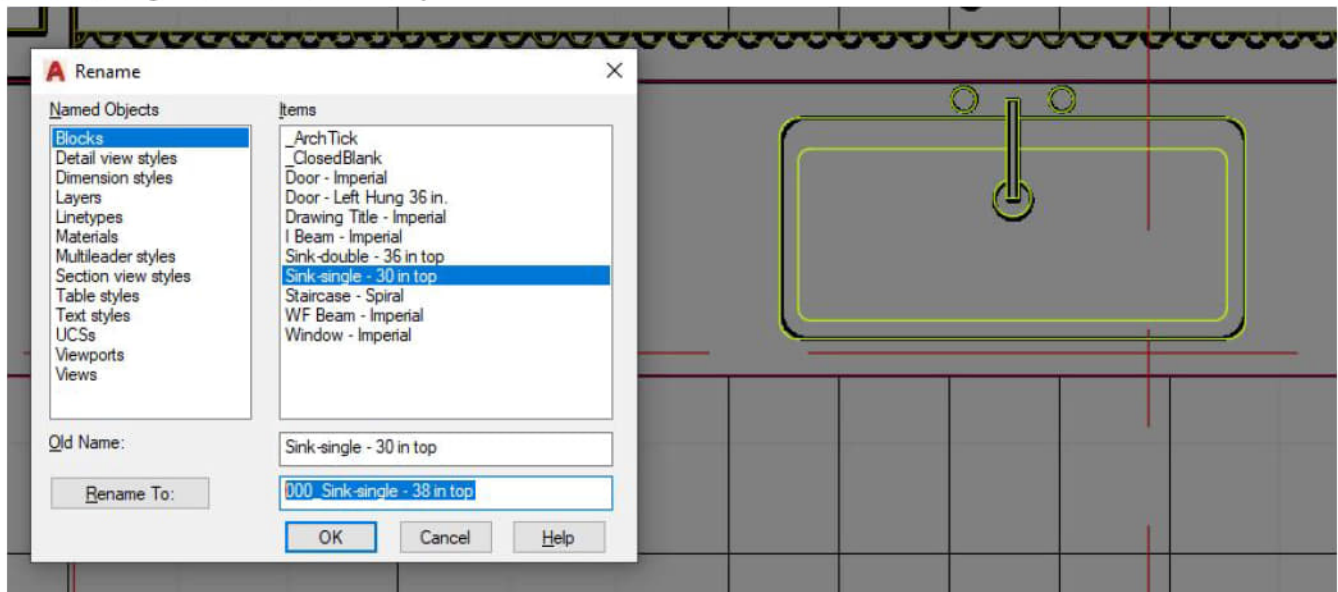 Rename
Named Objects
Blocks
Detail view styles
Dimension styles
Layers
Linetypes
Materials
Multileader styles
Section view styles
Table styles
Text styles
UCSs
Viewports
Views
Items
_ArchTick
_ClosedBlank
Door - Imperial
Door - Left Hung 36 in.
Drawing Title - Imperial
I Beam - Imperial
Sink-double - 36 in top
Sink-single - 30 in top
Staircase - Spiral
WF Beam - Imperial
Window - Imperial
Old Name:
Sink-single - 30 in top
Rename To:
000_Sink-single - 38 in top
OK
Cancel
Help